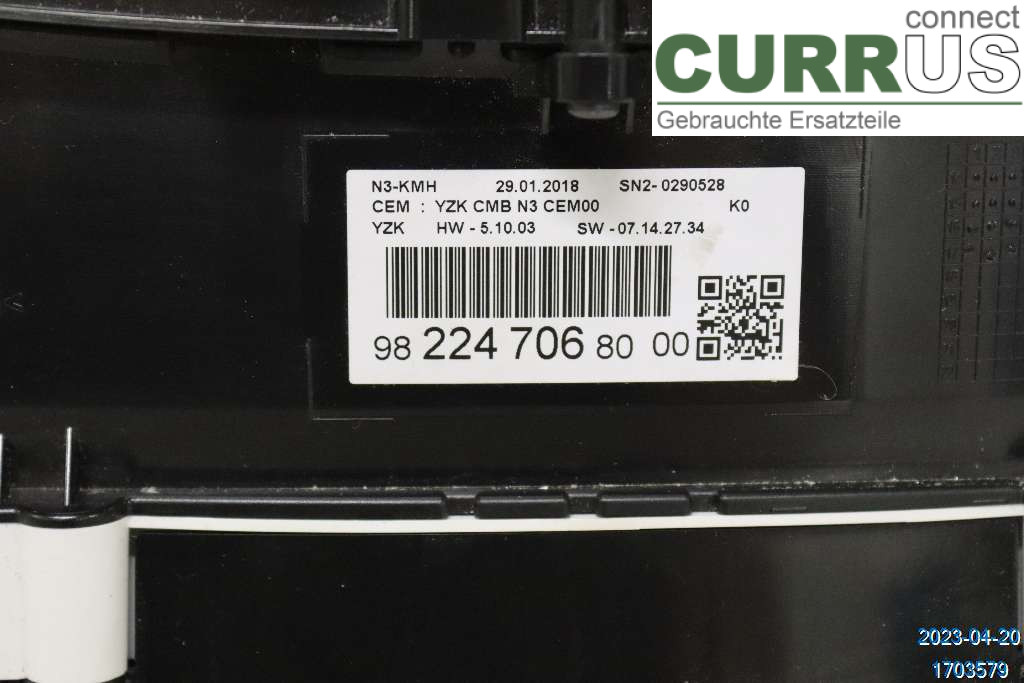 connect
CURRUS
Gebrauchte Ersatzteile
N3-KMH 29.01.2018 SN2- 0290528
CEM : YZK CMB N3 CEM00 K0
YZK HW - 5.10.03 SW - 07.14.27.34
98 224 706 80 00
2023-04-20
1703579